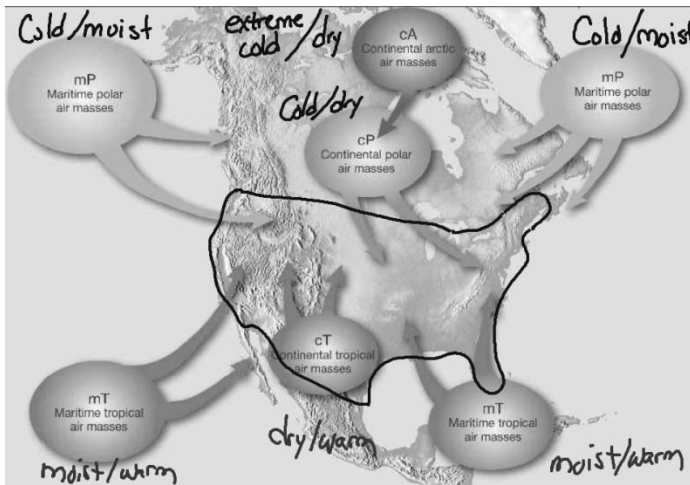 Cold/moist
mP
Maritime polar
air masses
extreme
cold/dry
cA
Continental arctic
air masses
Cold/moist
mP
Maritime polar
air masses
Cold/dry
cP
Continental polar
air masses
cT
Continental tropical
air masses
dry/warm
mT
Maritime tropical
air masses
moist/warm
mT
Maritime tropical
air masses
moist/warm